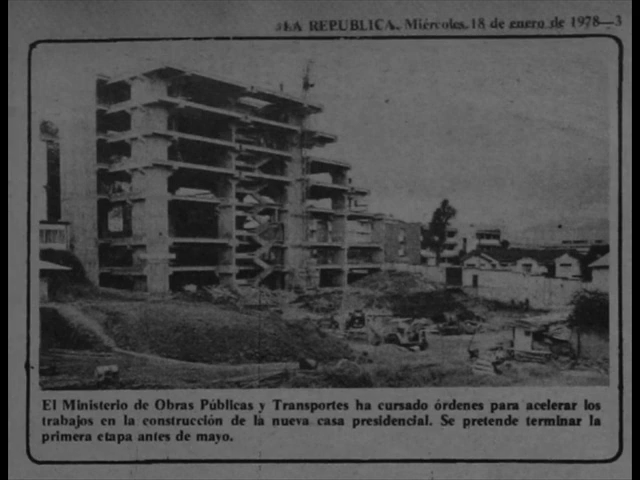 LA REPUBLICA. Miércoles 18 de enero de 1978—3
El Ministerio de Obras Públicas y Transportes ha cursado órdenes para acelerar los
trabajos en la construcción de la nueva casa presidencial. Se pretende terminar la
primera etapa antes de mayo.